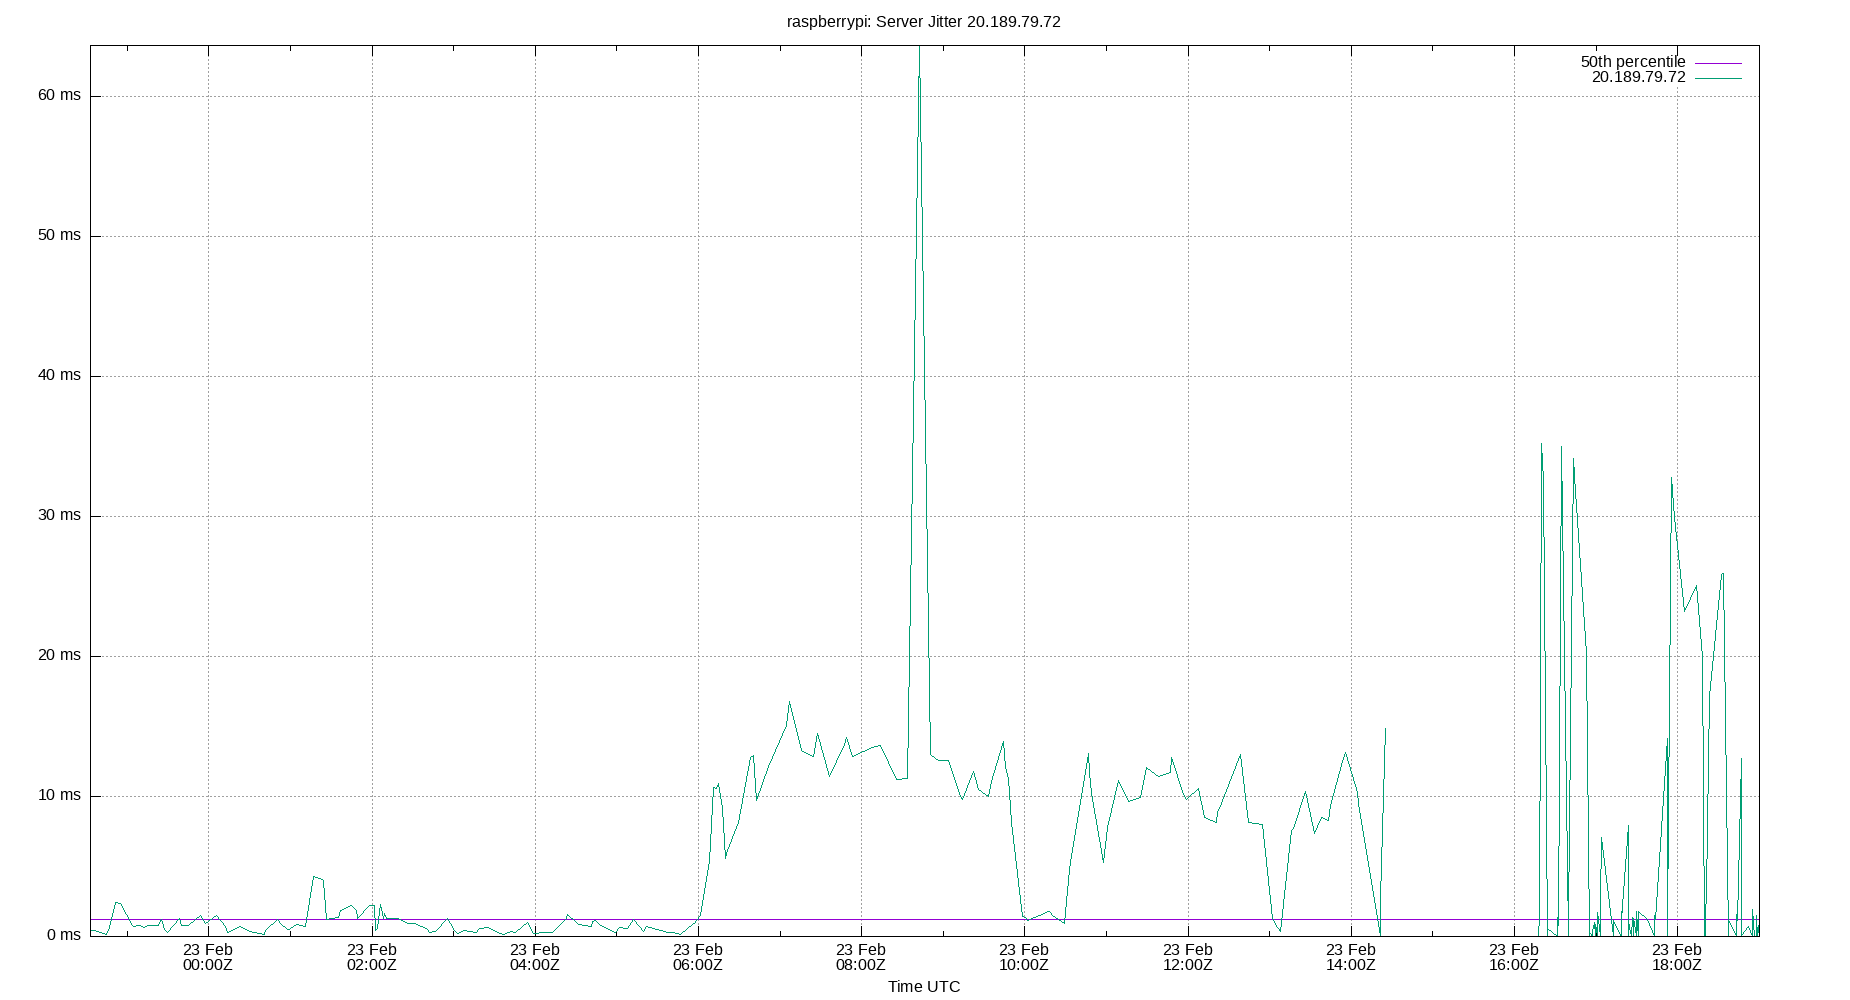 raspberrypi: Server Jitter 20.189.79.72
50th percentile
20.189.79.72
60 ms
50 ms
40 ms
30 ms
20 ms
10 ms
0 ms
23 Feb 23 Feb 23 Feb 23 Feb 23 Feb 23 Feb 23 Feb 23 Feb 23 Feb 23 Feb
00:00Z 02:00Z 04:00Z 06:00Z 08:00Z 10:00Z 12:00Z 14:00Z 16:00Z 18:00Z
Time UTC